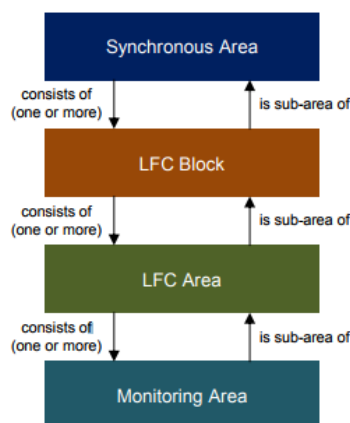 Synchronous Area
consists of
(one or more)
is sub-area of
LFC Block
consists of
(one or more)
is sub-area of
LFC Area
consists of
(one or more)
is sub-area of
Monitoring Area